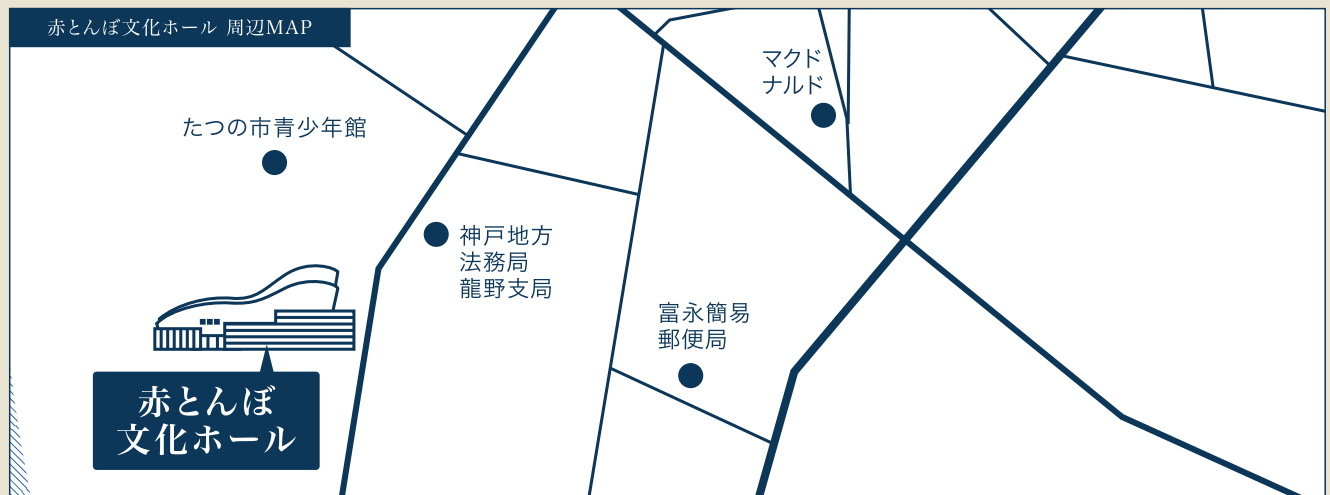 赤とんぼ文化ホール 周辺MAP
マクド
ナルド
たつの市青少年館
神戸地方
法務局
龍野支局
富永簡易
郵便局
赤とんぼ
文化ホール